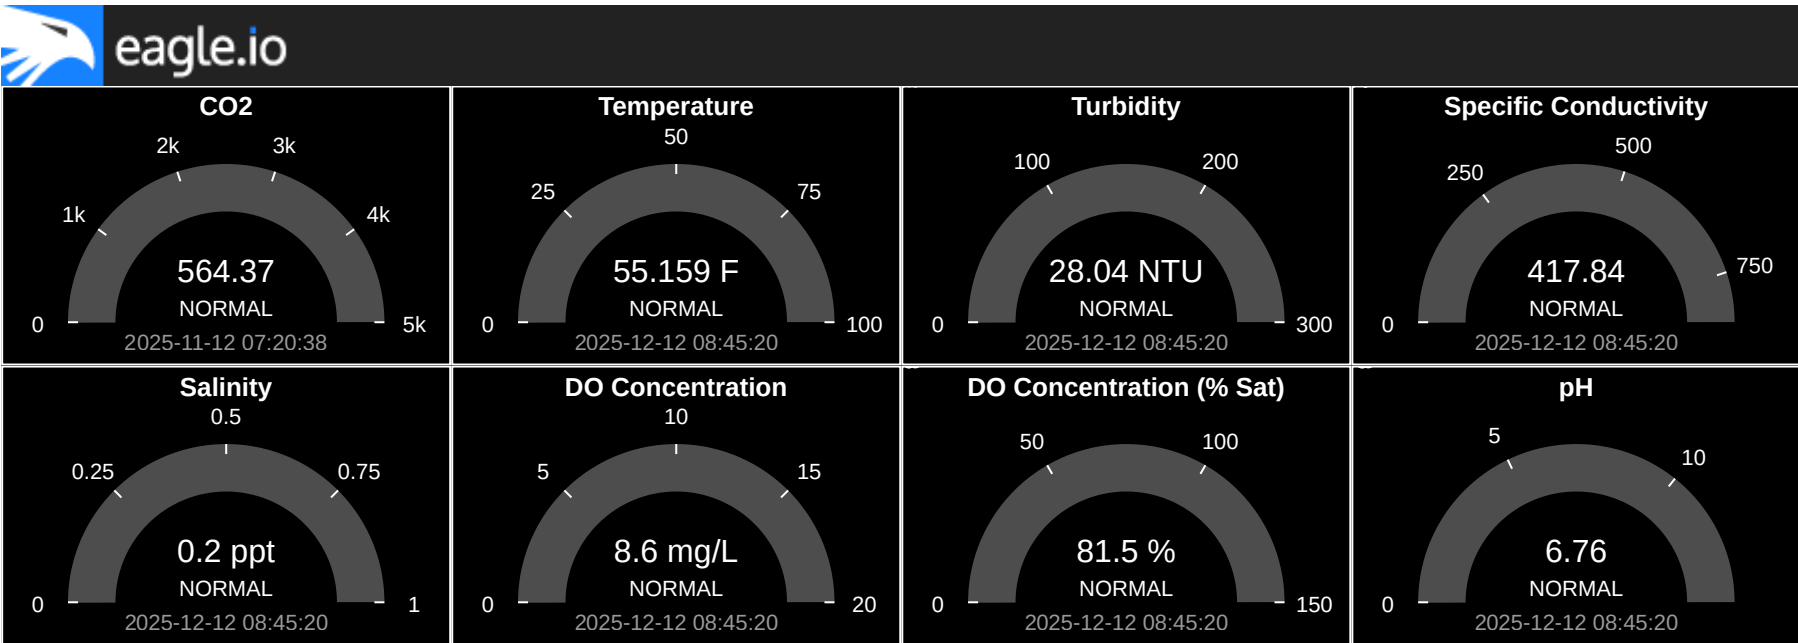 eagle.io
CO2
2k
3k
1k
4k
564.37
NORMAL
0
5k
2025-11-12 07:20:38
Temperature
50
25
75
55.159 F
NORMAL
0
100
2025-12-12 08:45:20
Turbidity
100
200
28.04 NTU
NORMAL
0
300
2025-12-12 08:45:20
Specific Conductivity
500
250
750
417.84
NORMAL
0
2025-12-12 08:45:20
Salinity
0.5
0.25
0.75
0.2 ppt
NORMAL
0
1
2025-12-12 08:45:20
DO Concentration
10
5
15
8.6 mg/L
NORMAL
0
20
2025-12-12 08:45:20
DO Concentration (% Sat)
50
100
81.5 %
NORMAL
0
150
2025-12-12 08:45:20
pH
5
10
6.76
NORMAL
0
2025-12-12 08:45:20